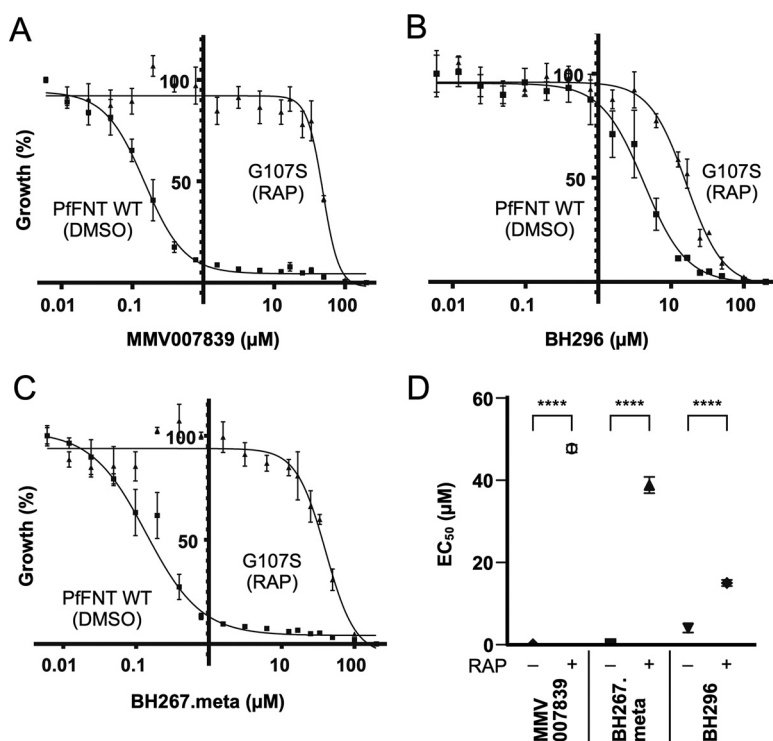 A
100
50
Growth (%)
PfFNT WT
(DMSO)
G107S
(RAP)
0.01
0.1
10
100
MMV007839 (µM)
B
100
50
Growth (%)
PfFNT WT
(DMSO)
G107S
(RAP)
0.01
0.1
10
100
BH296 (µM)
C
100
50
Growth (%)
PfFNT WT
(DMSO)
G107S
(RAP)
0.01
0.1
10
100
BH267.meta (µM)
D
60
40
20
0
EC50 (µM)
****
****
****
RAP
– + – + – +
MMV
007839
BH267.
meta
BH296